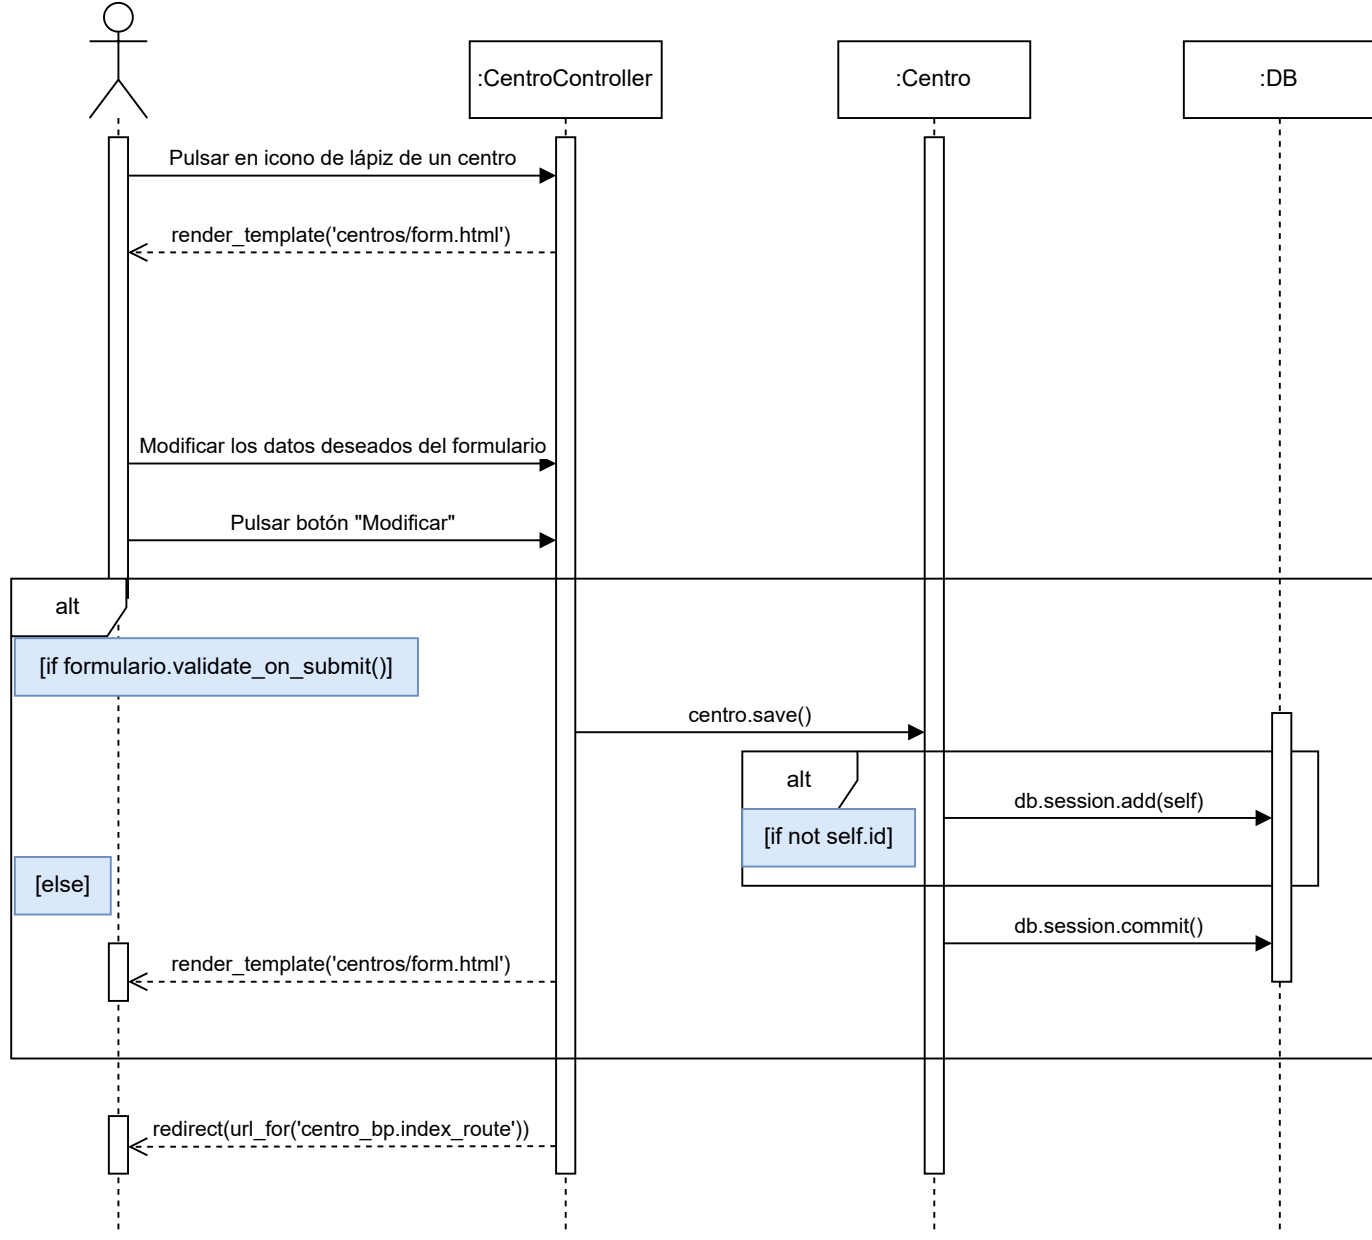 :CentroController
:Centro
:DB
Pulsar en icono de lápiz de un centro
render_template('centros/form.html')
Modificar los datos deseados del formulario
Pulsar botón "Modificar"
alt
[if formulario.validate_on_submit()]
centro.save()
alt
db.session.add(self)
[if not self.id]
[else]
db.session.commit()
render_template('centros/form.html')
redirect(url_for('centro_bp.index_route'))